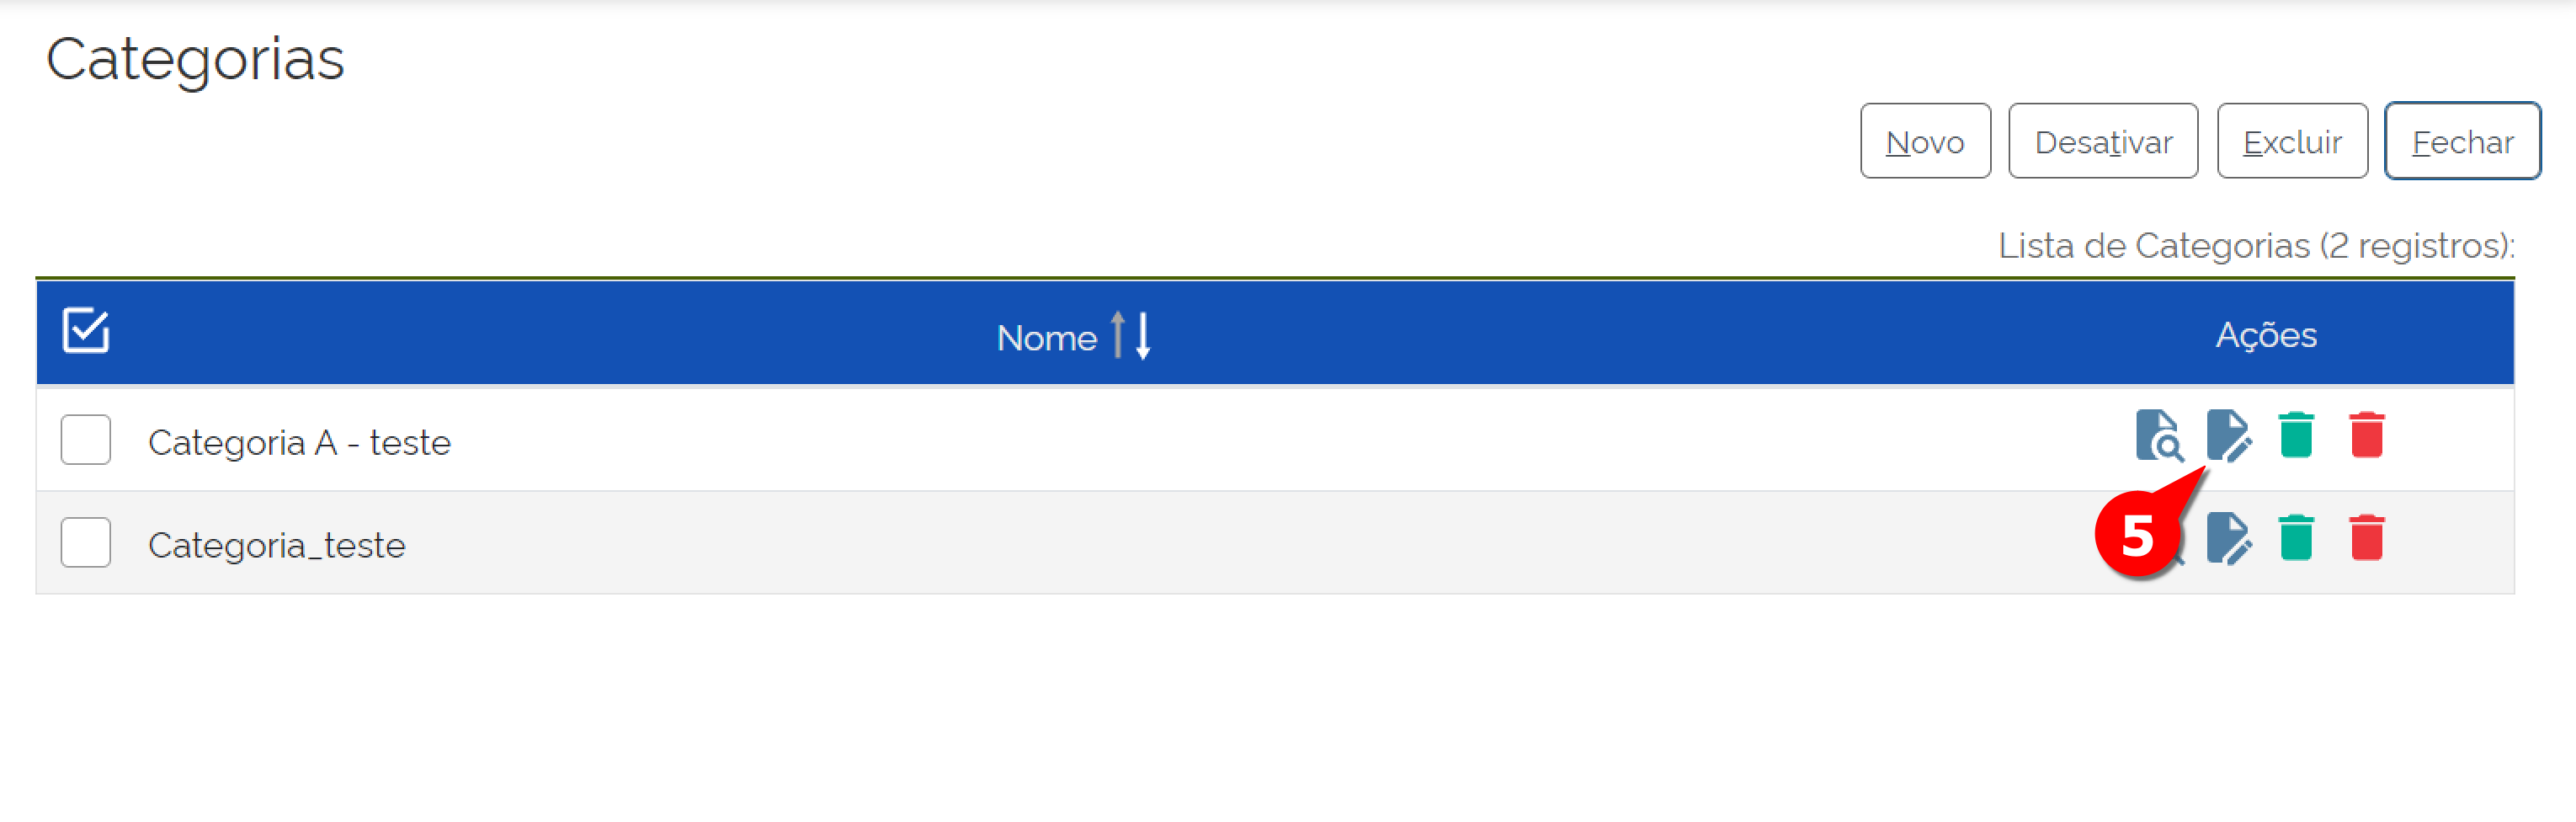 Categorias
Novo Desativar Excluir Fechar
Lista de Categorias (2 registros):
Nome Ações
Categoria A - teste
5
Categoria_teste